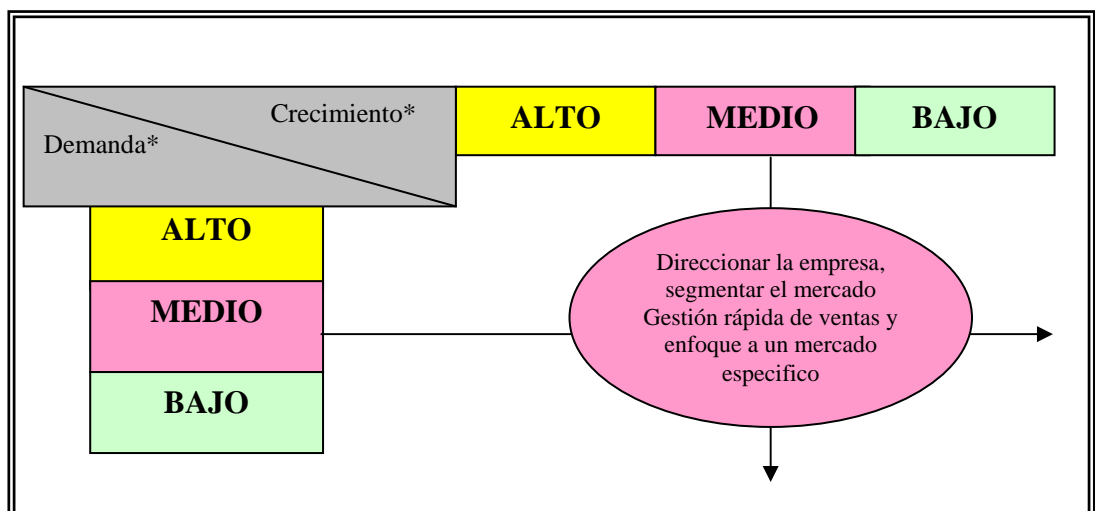 Crecimiento*
Demanda*
ALTO
MEDIO
BAJO
ALTO
MEDIO
BAJO
Direccionar la empresa,
segmentar el mercado
Gestión rápida de ventas y
enfoque a un mercado
especifico